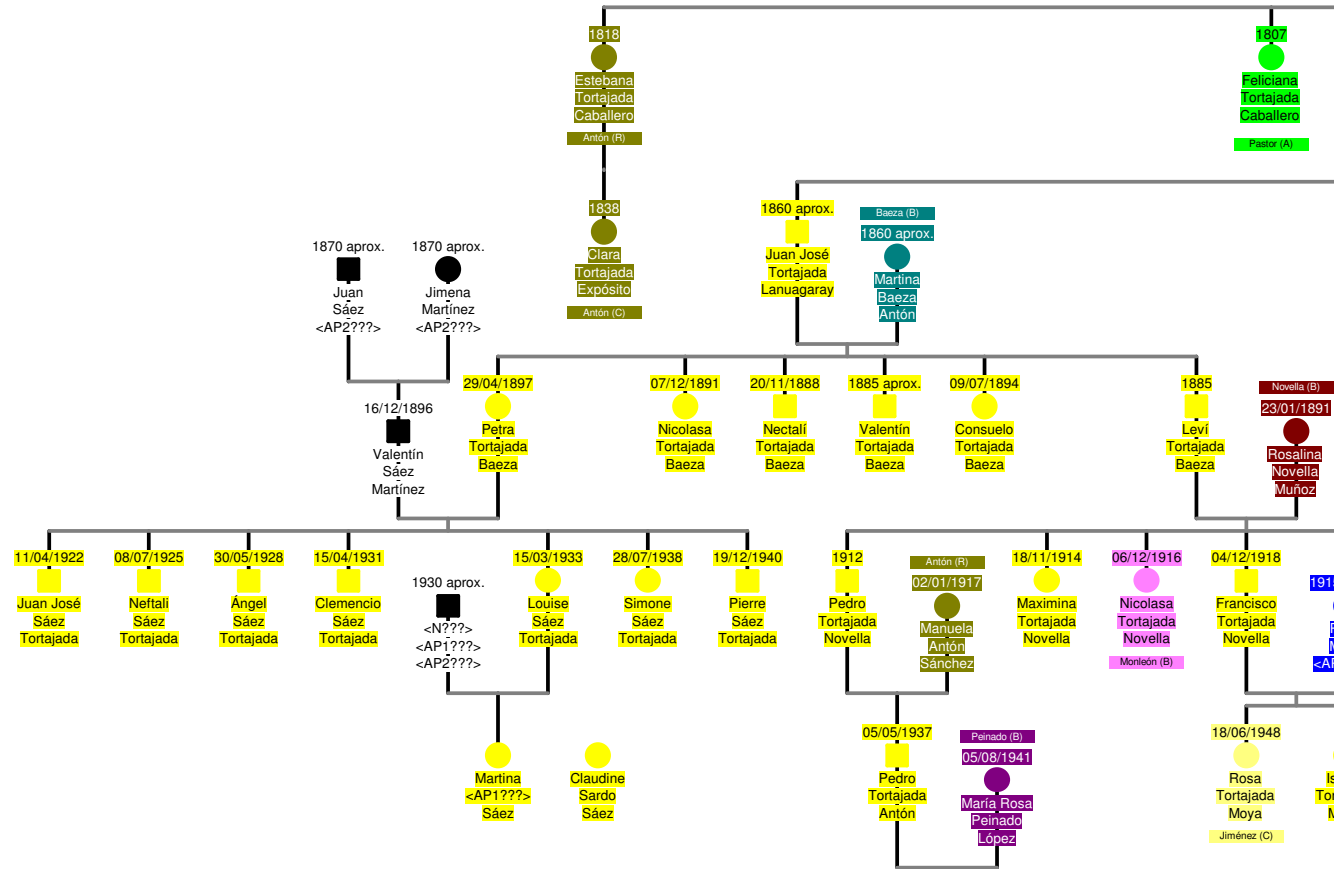 1818
Estebana
Tortajada
Caballero
Antón (R)
1807
Feliciana
Tortajada
Caballero
Pastor (A)
1838
Clara
Tortajada
Expósito
Antón (C)
1860 aprox.
Juan José
Tortajada
Lanuagaray
Baeza (B)
1860 aprox.
Martina
Baeza
Antón
1870 aprox.
Juan
Sáez
<AP2???>
1870 aprox.
Jimena
Martínez
<AP2???>
16/12/1896
Valentín
Sáez
Martínez
29/04/1897
Petra
Tortajada
Baeza
07/12/1891
Nicolasa
Tortajada
Baeza
20/11/1888
Nectalí
Tortajada
Baeza
1885 aprox.
Valentín
Tortajada
Baeza
09/07/1894
Consuelo
Tortajada
Baeza
1885
Leví
Tortajada
Baeza
Novella (B)
23/01/1891
Rosalina
Novella
Muñoz
11/04/1922
Juan José
Sáez
Tortajada
08/07/1925
Neftali
Sáez
Tortajada
30/05/1928
Ángel
Sáez
Tortajada
15/04/1931
Clemencio
Sáez
Tortajada
1930 aprox.
<N???>
<AP1???>
<AP2???>
15/03/1933
Louise
Sáez
Tortajada
28/07/1938
Simone
Sáez
Tortajada
19/12/1940
Pierre
Sáez
Tortajada
1912
Pedro
Tortajada
Novella
Antón (R)
02/01/1917
Manuela
Antón
Sánchez
18/11/1914
Maximina
Tortajada
Novella
06/12/1916
Nicolasa
Tortajada
Novella
Monleón (B)
04/12/1918
Francisco
Tortajada
Novella
Martina
<AP1???>
Sáez
Claudine
Sardo
Sáez
05/05/1937
Pedro
Tortajada
Antón
Peinado (B)
05/08/1941
María Rosa
Peinado
López
18/06/1948
Rosa
Tortajada
Moya
Jiménez (C)